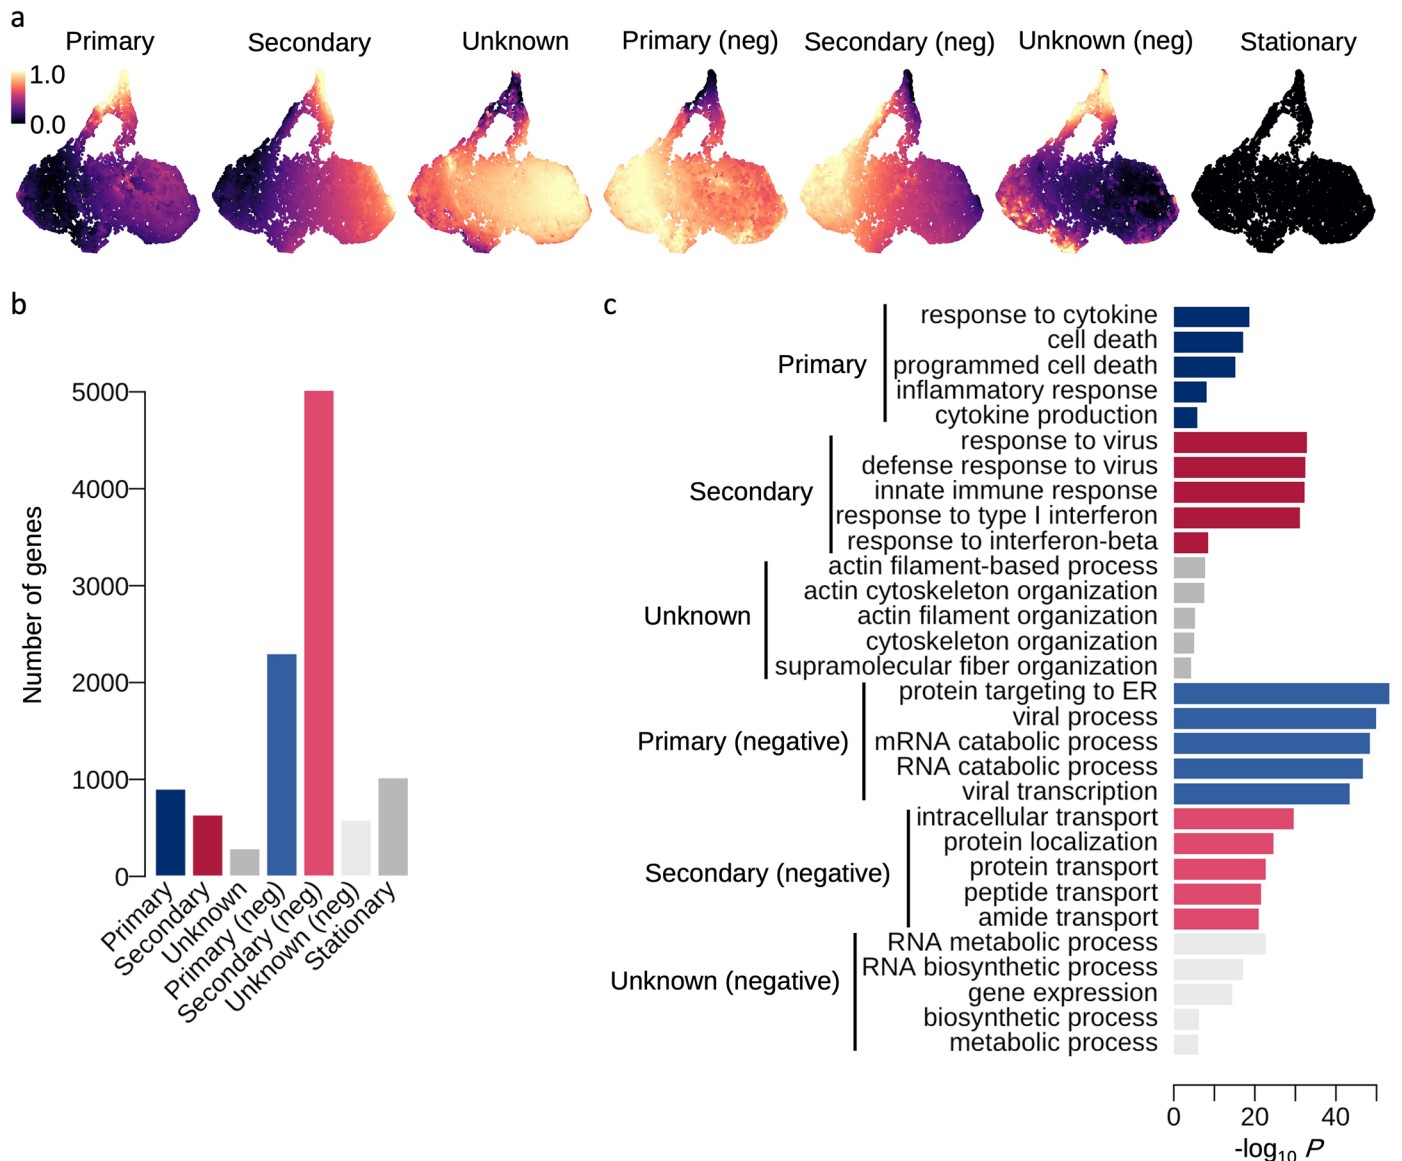 a
Primary
Secondary
Unknown
Primary (neg)
Secondary (neg)
Unknown (neg)
Stationary
1.0
0.0
b
5000
4000
3000
2000
1000
0
Number of genes
Primary
Secondary
Unknown
Primary (neg)
Secondary (neg)
Unknown (neg)
Stationary
c
Primary
response to cytokine
cell death
programmed cell death
inflammatory response
cytokine production
Secondary
response to virus
defense response to virus
innate immune response
response to type I interferon
response to interferon-beta
Unknown
actin filament-based process
actin cytoskeleton organization
actin filament organization
cytoskeleton organization
supramolecular fiber organization
Primary (negative)
protein targeting to ER
viral process
mRNA catabolic process
RNA catabolic process
viral transcription
Secondary (negative)
intracellular transport
protein localization
protein transport
peptide transport
amide transport
Unknown (negative)
RNA metabolic process
RNA biosynthetic process
gene expression
biosynthetic process
metabolic process
0 20 40
-log₁₀ P